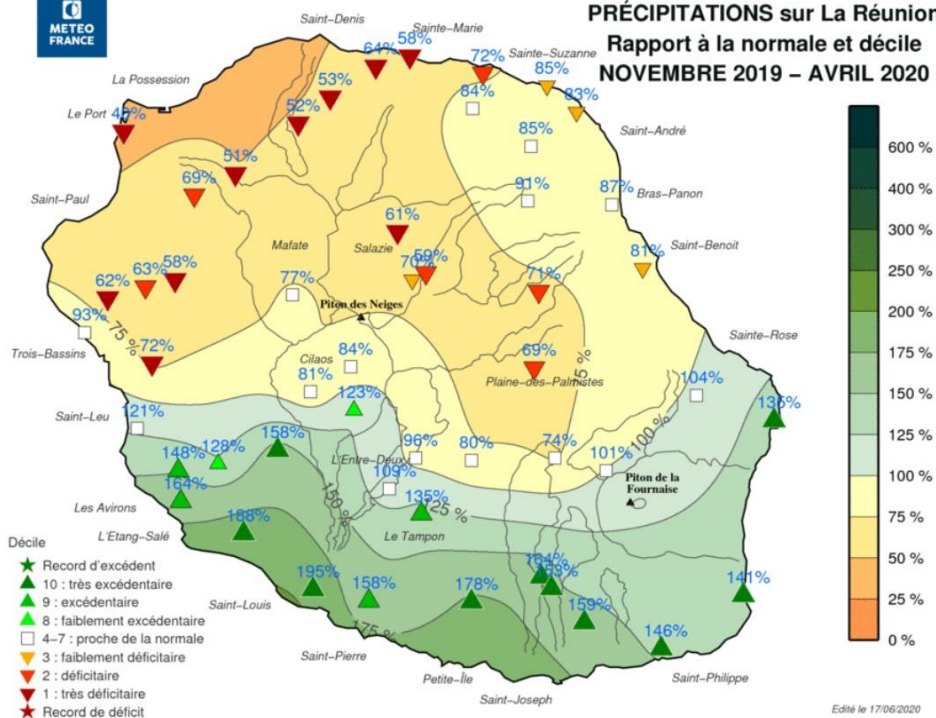 METEO
FRANCE
PRÉCIPITATIONS sur La Réunion
Rapport à la normale et décile
NOVEMBRE 2019 – AVRIL 2020
Saint-Denis
Sainte-Marie
64%
58%
72%
Sainte-Suzanne
La Possession
53%
84%
85%
83%
Le Port
52%
Saint-André
85%
600 %
51%
400 %
69%
91%
87%
Bras-Panon
Saint-Paul
300 %
61%
Mafate
Salazie
81%
Saint-Benoit
250 %
62%
63%
58%
77%
70%
59%
71%
200 %
93%
75 %
Piton des Neiges
Sainte-Rose
Trois-Bassins
72%
84%
69%
175 %
Cilaos
81%
Plaine-des-Palmistes
104%
150 %
Saint-Leu
121%
123%
100 %
125 %
148%
128%
158%
L'Entre-Deux
96%
80%
74%
101%
100 %
164%
150 %
109%
135%
125 %
Piton de la
Fournaise
75 %
Les Avirons
188%
Le Tampon
50 %
L'Etang-Salé
195%
158%
178%
164%
159%
141%
25 %
Saint-Louis
175 %
146%
0 %
Saint-Pierre
Petite-Île
Saint-Joseph
Saint-Philippe
Décile
Record d'excédent
10 : très excédentaire
9 : excédentaire
8 : faiblement excédentaire
4–7 : proche de la normale
3 : faiblement déficitaire
2 : déficitaire
1 : très déficitaire
Record de déficit
Edité le 17/06/2020